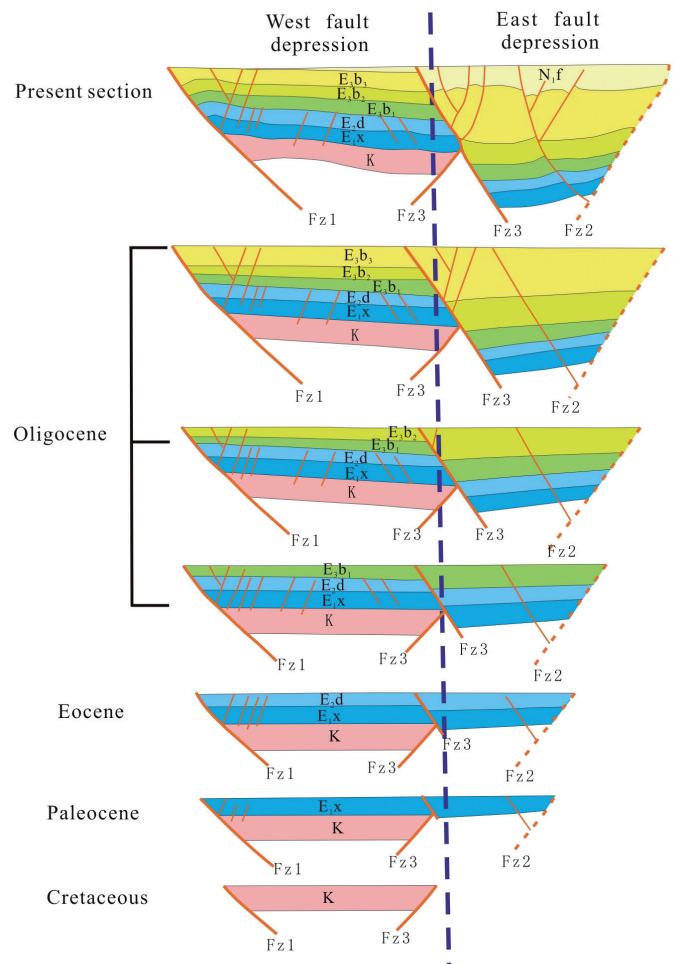 West fault depression
East fault depression
Present section
N₁f
E₃b₃
E₃b₂
E₃b₁
E₂d
E₁x
K
Fz1
Fz3
Fz3
Fz2
Oligocene
E₃b₃
E₃b₂
E₃b₁
E₂d
E₁x
K
Fz1
Fz3
Fz3
Fz2
E₃b₂
E₃b₁
E₂d
E₁x
K
Fz1
Fz3
Fz3
Fz2
E₃b₁
E₂d
E₁x
K
Fz1
Fz3
Fz3
Fz2
Eocene
E₂d
E₁x
K
Fz1
Fz3
Fz3
Fz2
Paleocene
E₁x
K
Fz1
Fz3
Fz2
Cretaceous
K
Fz1
Fz3